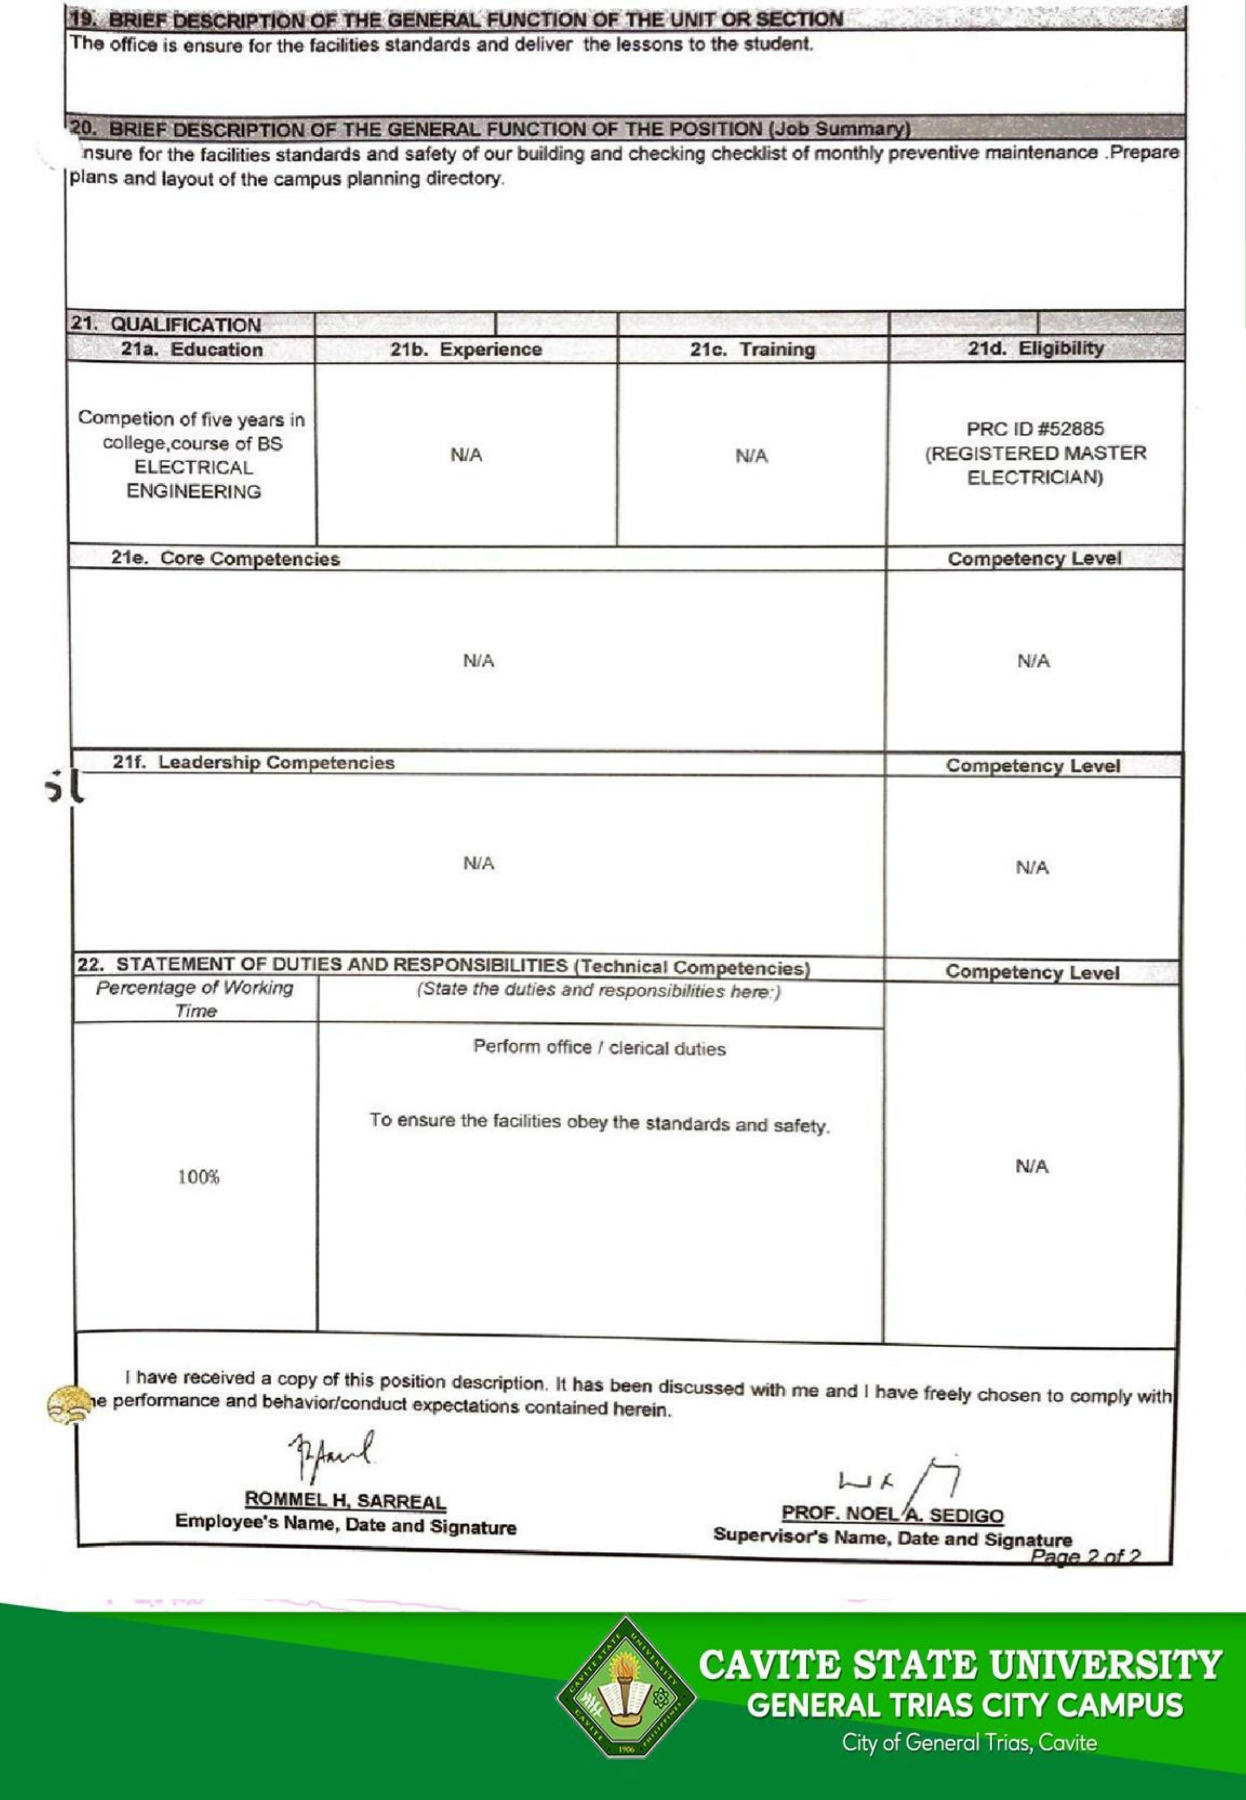 19. BRIEF DESCRIPTION OF THE GENERAL FUNCTION OF THE UNIT OR SECTION
The office is ensure for the facilities standards and deliver the lessons to the student.
20. BRIEF DESCRIPTION OF THE GENERAL FUNCTION OF THE POSITION (Job Summary)
nsure for the facilities standards and safety of our building and checking checklist of monthly preventive maintenance .Prepare
plans and layout of the campus planning directory.
21. QUALIFICATION
21a. Education
21b. Experience
21c. Training
21d. Eligibility
Competion of five years in
college,course of BS
ELECTRICAL
ENGINEERING
N/A
N/A
PRC ID #52885
(REGISTERED MASTER
ELECTRICIAN)
21e. Core Competencies
Competency Level
N/A
N/A
21f. Leadership Competencies
Competency Level
N/A
N/A
22. STATEMENT OF DUTIES AND RESPONSIBILITIES (Technical Competencies)
Competency Level
Percentage of Working
Time
(State the duties and responsibilities here:)
100%
Perform office / clerical duties
To ensure the facilities obey the standards and safety.
N/A
I have received a copy of this position description. It has been discussed with me and I have freely chosen to comply with
he performance and behavior/conduct expectations contained herein.
ROMMEL H, SARREAL
Employee's Name, Date and Signature
PROF. NOEL A. SEDIGO
Supervisor's Name, Date and Signature
Page 2 of 2
CAVITE STATE UNIVERSITY
CAVITE
PHILIPPINES
1906
CAVITE STATE UNIVERSITY
GENERAL TRIAS CITY CAMPUS
City of General Trias, Cavite